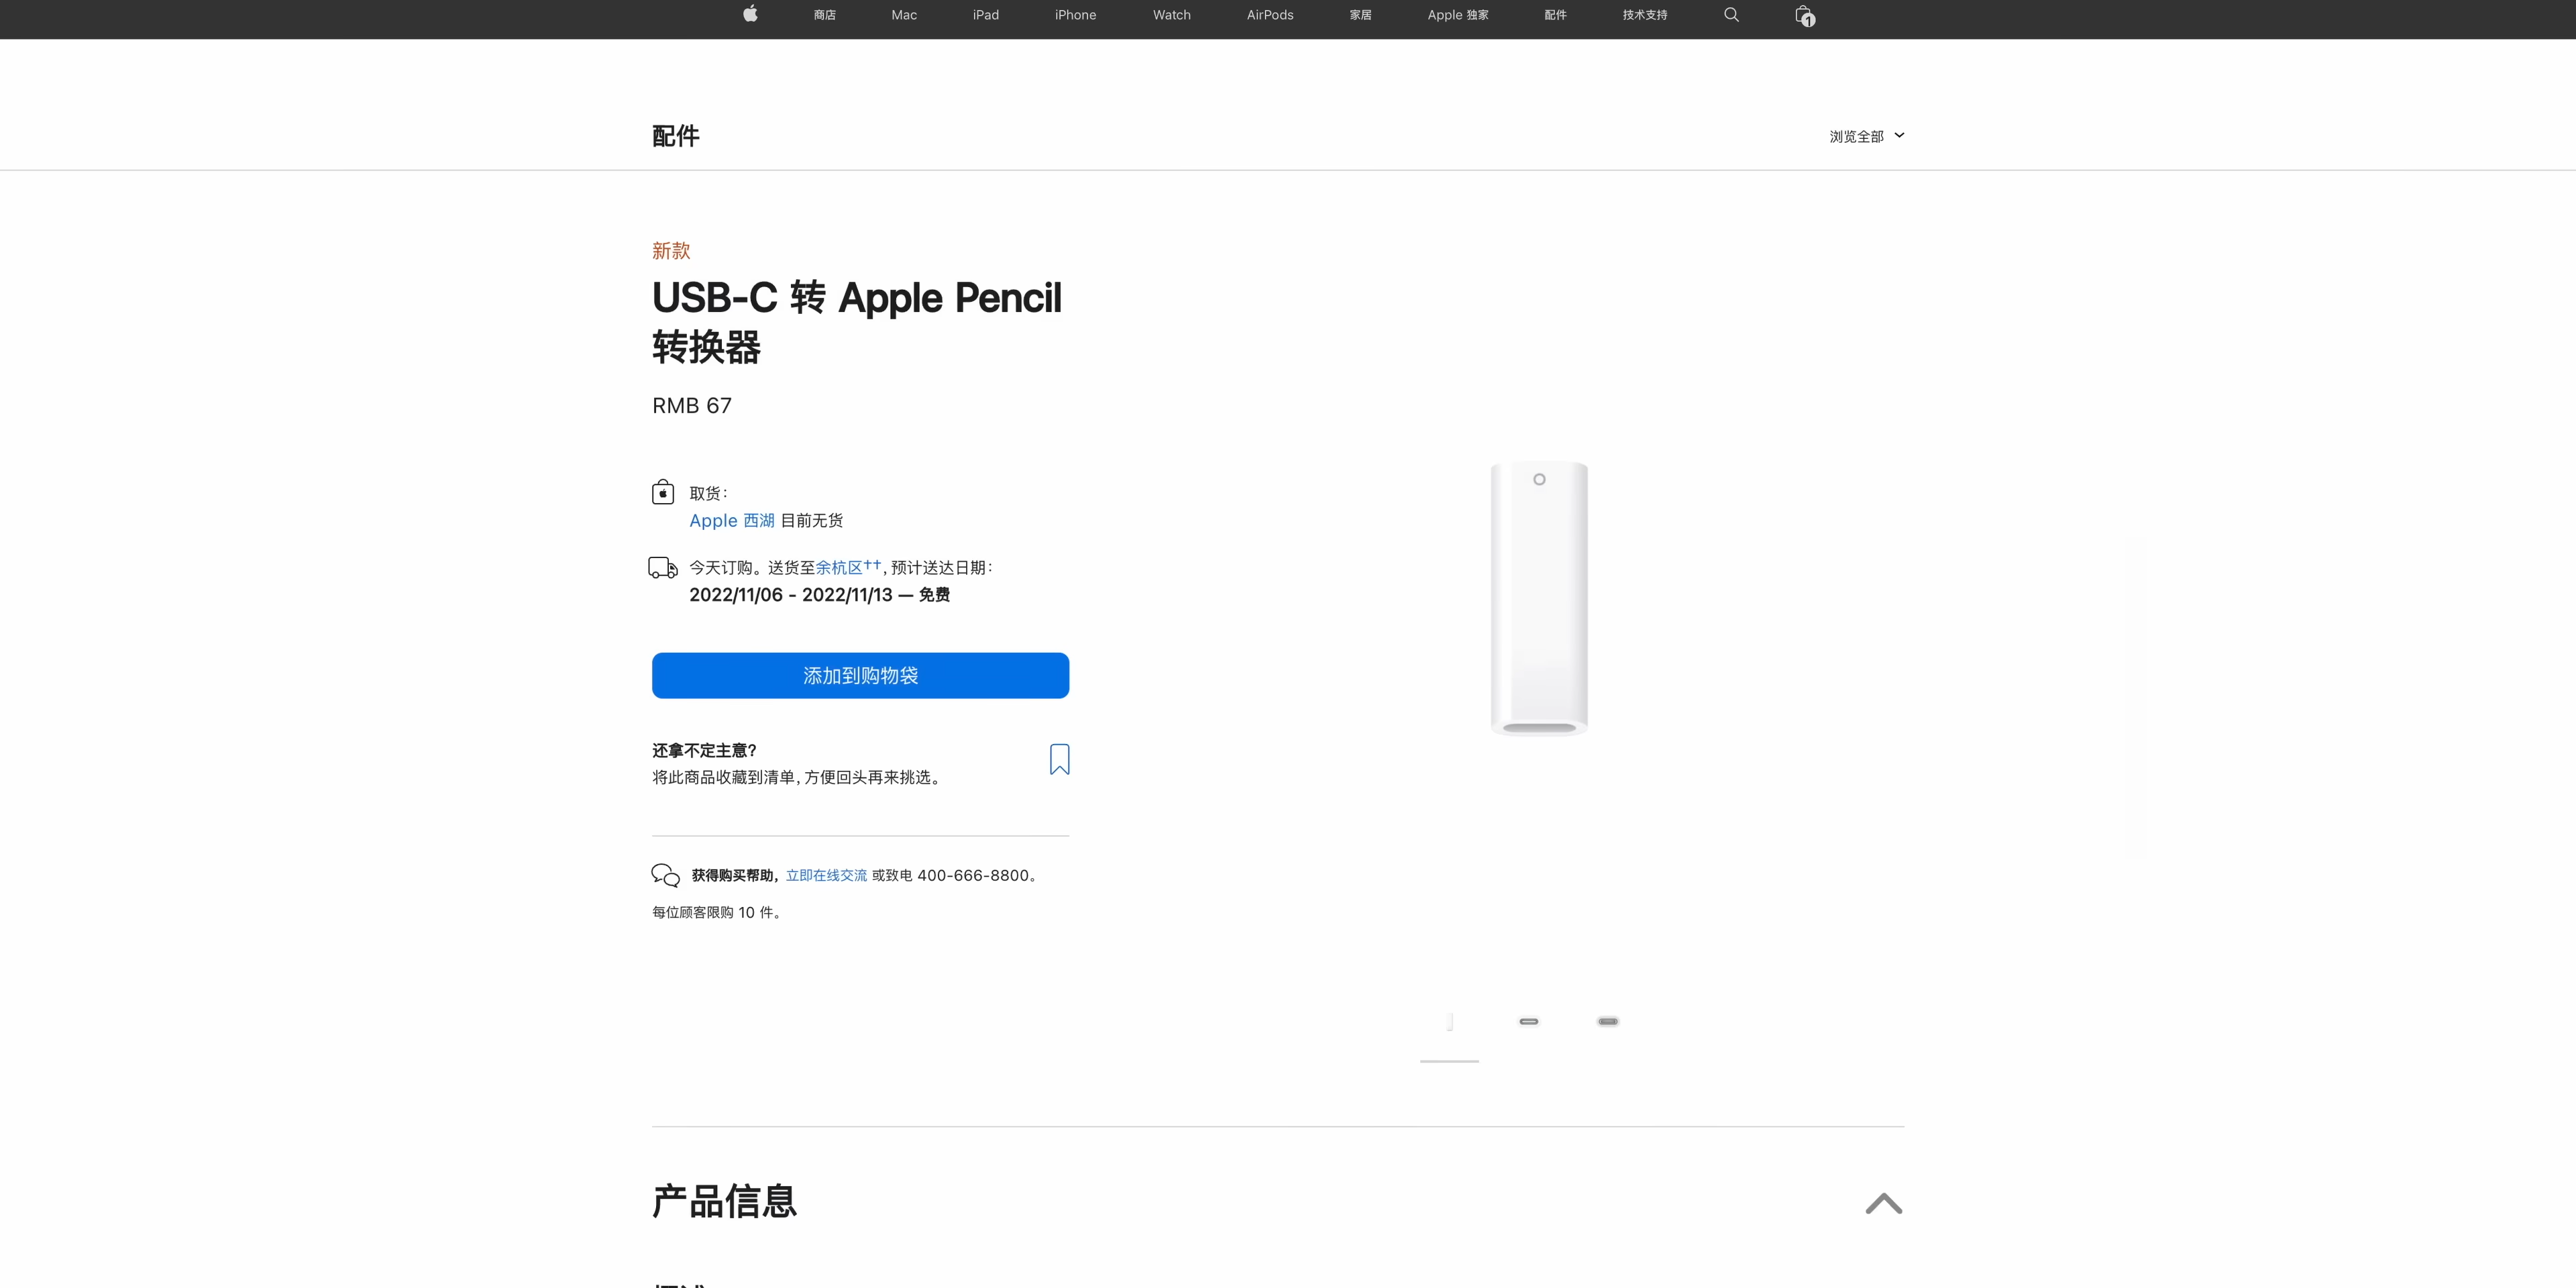 商店 Mac iPad iPhone Watch AirPods 家居 Apple 独家 配件 技术支持 1
配件
浏览全部
新款
USB-C 转 Apple Pencil
转换器
RMB 67
取货：
Apple 西湖 目前无货
今天订购。送货至余杭区††，预计送达日期：
2022/11/06 - 2022/11/13 — 免费
添加到购物袋
还拿不定主意？
将此商品收藏到清单，方便回头再来挑选。
获得购买帮助，立即在线交流 或致电 400-666-8800。
每位顾客限购 10 件。
产品信息